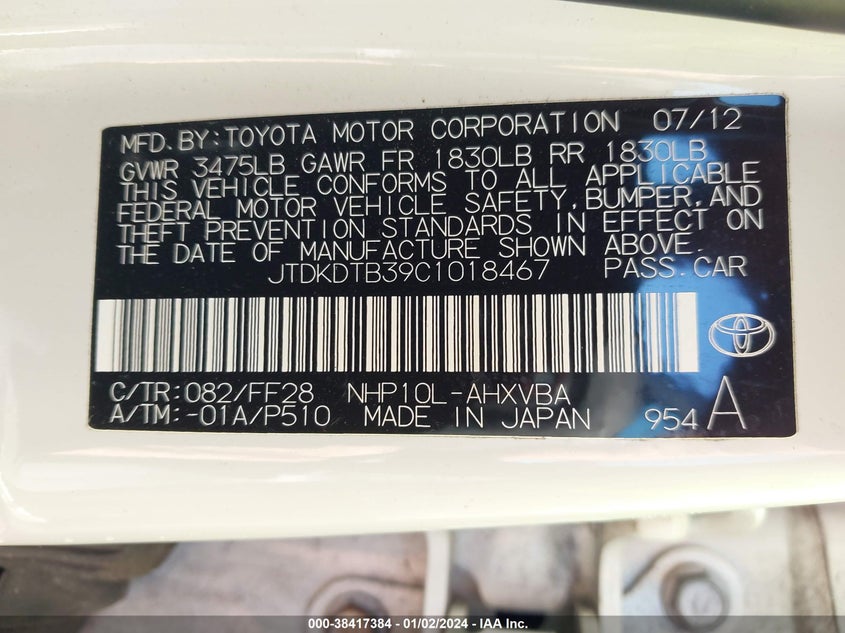 MFD.BY:TOYOTA MOTOR CORPORATION 07/12
GVWR 3475LB GAWR FR 1830LB RR 1830LB
THIS VEHICLE CONFORMS TO ALL APPLICABLE
FEDERAL MOTOR VEHICLE SAFETY,BUMPER,AND
THEFT PREVENTION STANDARDS IN EFFECT ON
THE DATE OF MANUFACTURE SHOWN ABOVE.
JTDKDTB39C1018467 PASS.CAR
C/TR:082/FF28 NHP10L-AHXVBA
A/TM:-01A/P510 MADE IN JAPAN 954 A
000-38417384 - 01/02/2024 - IAA Inc.